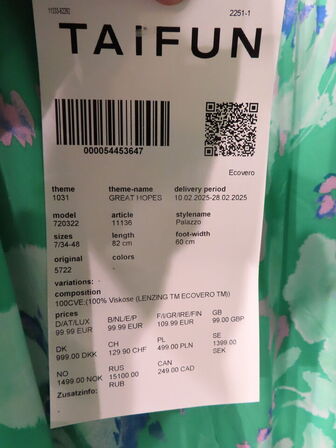 11333-62262
2251-1
TAiFUN
000054453647
Ecovero
theme theme-name delivery period
1031 GREAT HOPES 10.02.2025-28.02.2025
model article stylename
720322 11136 Palazzo
sizes length foot-width
7/34-48 82 cm 60 cm
original colors
5722 -
variations: -
composition
100CVE:(100% Viskose (LENZING TM ECOVERO TM))
prices
D/AT/LUX B/NL/E/P F/I/GR/IRE/FIN GB
99.99 EUR 99.99 EUR 109.99 EUR 99.00 GBP
DK CH PL SE
999.00 DKK 129.90 CHF 499.00 PLN 1399.00 SEK
NO RUS CAN
1499.00 NOK 15100.00 RUB 249.00 CAD
Zusatzinfo: